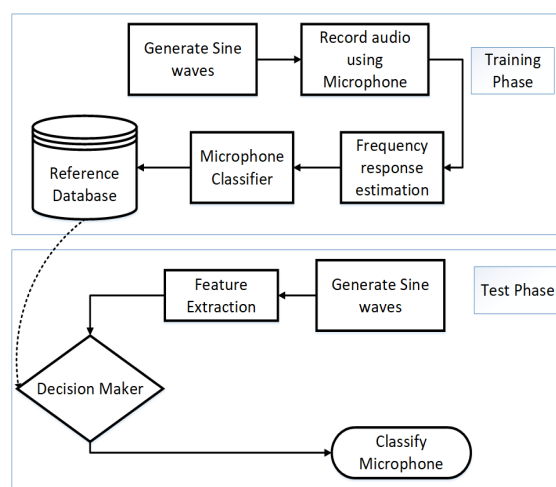 Generate Sine
waves
Record audio
using
Microphone
Training
Phase
Reference
Database
Microphone
Classifier
Frequency
response
estimation
Feature
Extraction
Generate Sine
waves
Test Phase
Decision Maker
Classify
Microphone